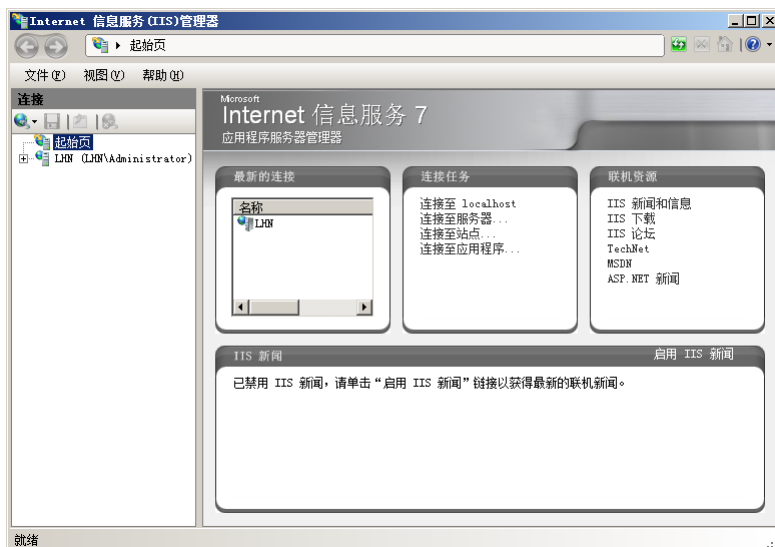 Internet 信息服务(IIS)管理器
起始页
文件(F) 视图(V) 帮助(H)
连接
起始页
LHN (LHN\Administrator)
Microsoft
Internet 信息服务 7
应用程序服务器管理器
最新的连接
名称
LHN
连接任务
连接至 localhost
连接至服务器...
连接至站点...
连接至应用程序...
联机资源
IIS 新闻和信息
IIS 下载
IIS 论坛
TechNet
MSDN
ASP.NET 新闻
IIS 新闻
启用 IIS 新闻
已禁用 IIS 新闻，请单击“启用 IIS 新闻”链接以获得最新的联机新闻。
就绪